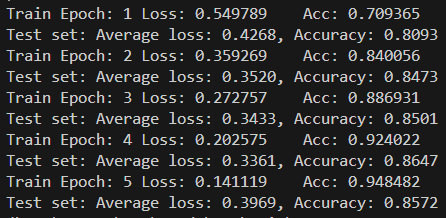 Train Epoch: 1 Loss: 0.549789    Acc: 0.709365
Test set: Average loss: 0.4268, Accuracy: 0.8093
Train Epoch: 2 Loss: 0.359269    Acc: 0.840056
Test set: Average loss: 0.3520, Accuracy: 0.8473
Train Epoch: 3 Loss: 0.272757    Acc: 0.886931
Test set: Average loss: 0.3433, Accuracy: 0.8501
Train Epoch: 4 Loss: 0.202575    Acc: 0.924022
Test set: Average loss: 0.3361, Accuracy: 0.8647
Train Epoch: 5 Loss: 0.141119    Acc: 0.948482
Test set: Average loss: 0.3969, Accuracy: 0.8572